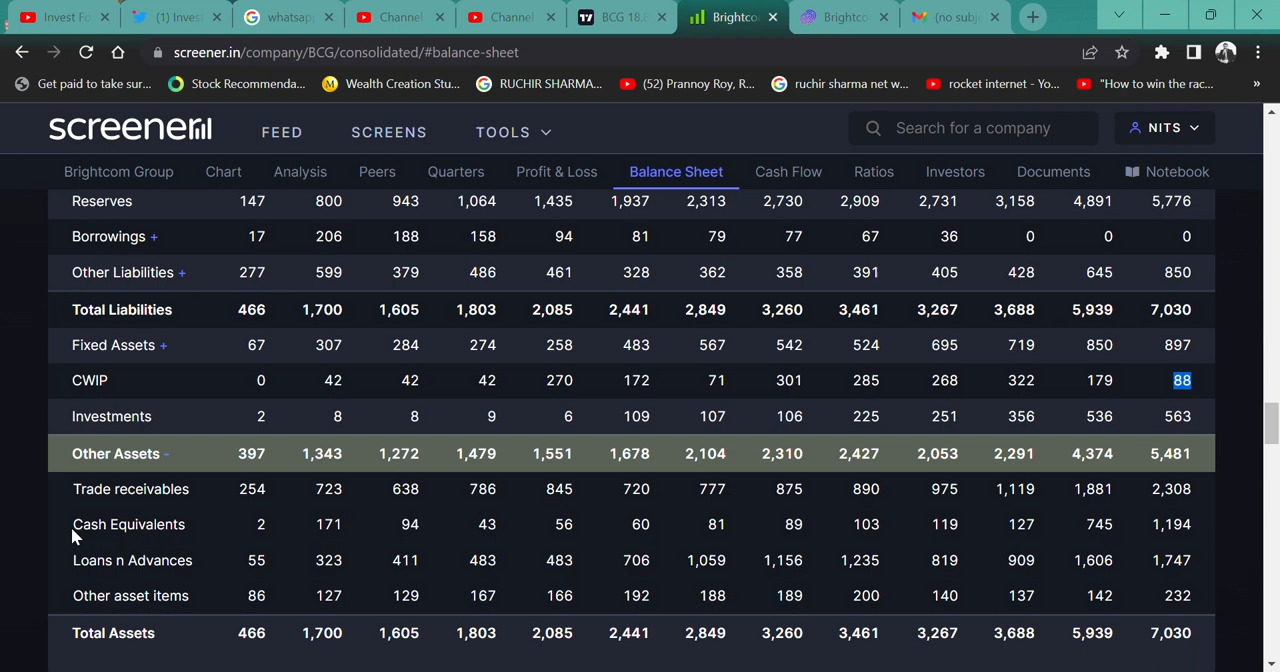 Invest Fo
(1) Invest
whatsap
Channel
Channel
BCG 18.
Brightco
Brightco
(no subj
screener.in/company/BCG/consolidated/#balance-sheet
Get paid to take sur... Stock Recommenda... Wealth Creation Stu... RUCHIR SHARMA... (52) Prannoy Roy, R... ruchir sharma net w... rocket internet - Yo... "How to win the rac... »
screener
FEED SCREENS TOOLS
Search for a company
NITS
Brightcom Group Chart Analysis Peers Quarters Profit & Loss Balance Sheet Cash Flow Ratios Investors Documents Notebook
Reserves 147 800 943 1,064 1,435 1,937 2,313 2,730 2,909 2,731 3,158 4,891 5,776
Borrowings + 17 206 188 158 94 81 79 77 67 36 0 0 0
Other Liabilities + 277 599 379 486 461 328 362 358 391 405 428 645 850
Total Liabilities 466 1,700 1,605 1,803 2,085 2,441 2,849 3,260 3,461 3,267 3,688 5,939 7,030
Fixed Assets + 67 307 284 274 258 483 567 542 524 695 719 850 897
CWIP 0 42 42 42 270 172 71 301 285 268 322 179 88
Investments 2 8 8 9 6 109 107 106 225 251 356 536 563
Other Assets - 397 1,343 1,272 1,479 1,551 1,678 2,104 2,310 2,427 2,053 2,291 4,374 5,481
Trade receivables 254 723 638 786 845 720 777 875 890 975 1,119 1,881 2,308
Cash Equivalents 2 171 94 43 56 60 81 89 103 119 127 745 1,194
Loans n Advances 55 323 411 483 483 706 1,059 1,156 1,235 819 909 1,606 1,747
Other asset items 86 127 129 167 166 192 188 189 200 140 137 142 232
Total Assets 466 1,700 1,605 1,803 2,085 2,441 2,849 3,260 3,461 3,267 3,688 5,939 7,030